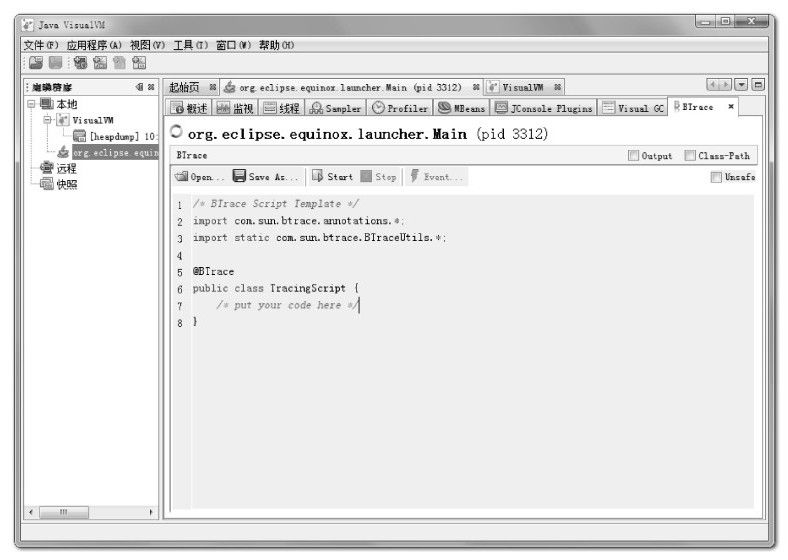 Java VisualVM
文件(F) 应用程序(A) 视图(V) 工具(T) 窗口(W) 帮助(H)
起始页 org.eclipse.equinox.launcher.Main (pid 3312) VisualVM
本地
VisualVM
[heapdump] 10:
org.eclipse.equin
远程
快照
概述 监视 线程 Sampler Profiler MBeans JConsole Plugins Visual GC BTrace
org.eclipse.equinox.launcher.Main (pid 3312)
BTrace Output Class-Path
Open... Save As... Start Stop Event... Unsafe
1 /* BTrace Script Template */
2 import com.sun.btrace.annotations.*;
3 import static com.sun.btrace.BTraceUtils.*;
4
5 @BTrace
6 public class TracingScript {
7 /* put your code here */
8 }